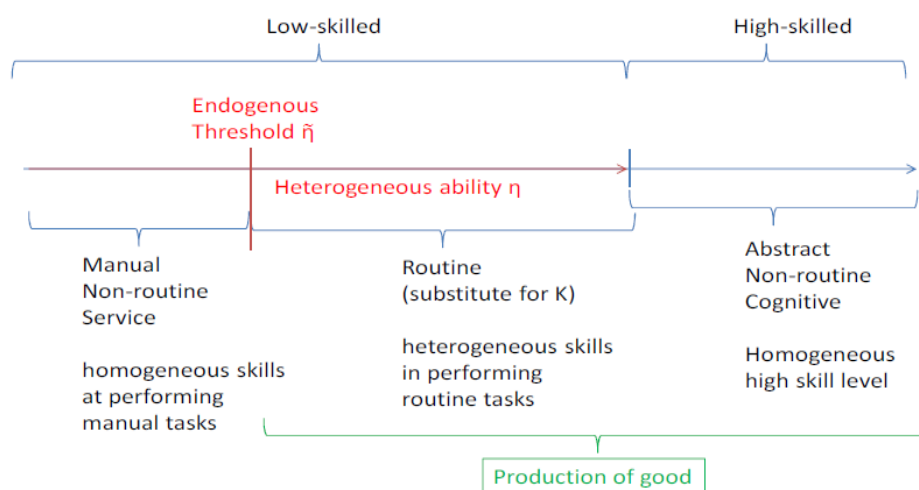 Low-skilled
High-skilled
Endogenous
Threshold η̃
Heterogeneous ability η
Manual
Non-routine
Service
homogeneous skills
at performing
manual tasks
Routine
(substitute for K)
heterogeneous skills
in performing
routine tasks
Abstract
Non-routine
Cognitive
Homogeneous
high skill level
Production of good